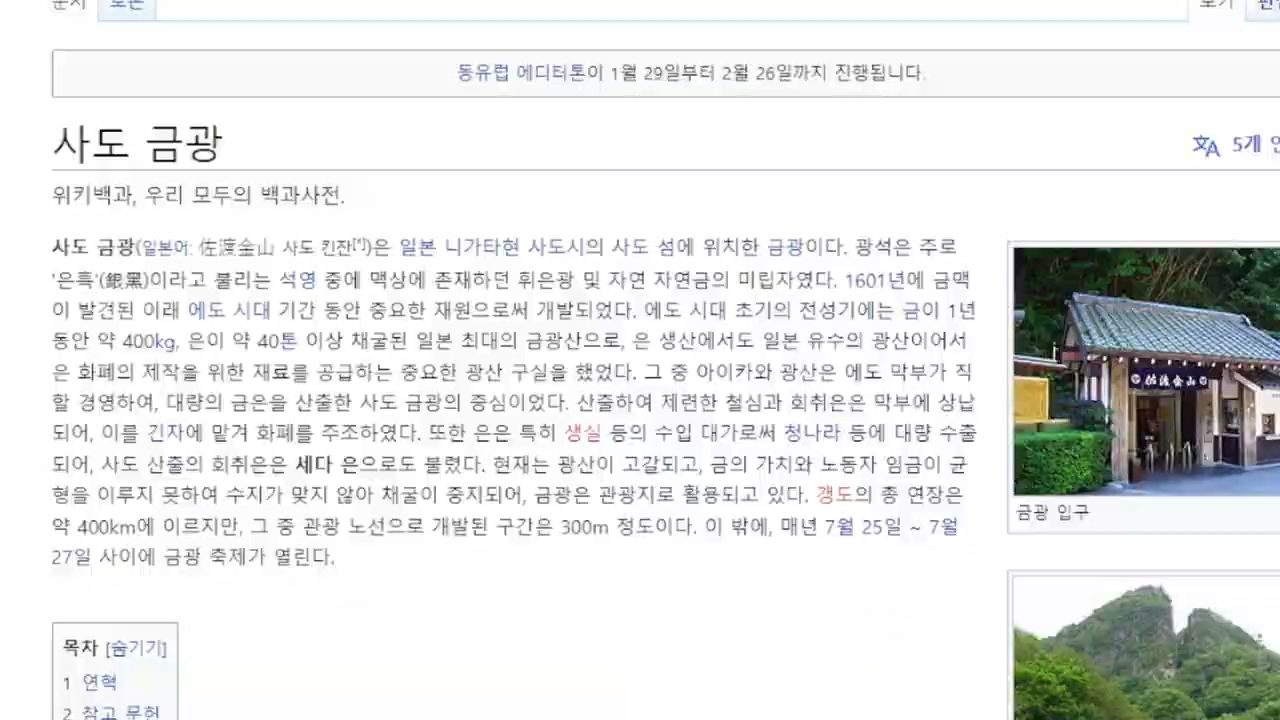 문서 토론 보기
동유럽 에디터톤이 1월 29일부터 2월 26일까지 진행됩니다.
사도 금광
5개
위키백과, 우리 모두의 백과사전.
사도 금광(일본어: 佐渡金山 사도 킨잔[*])은 일본 니가타현 사도시의 사도 섬에 위치한 금광이다. 광석은 주로
'은흑'(銀黑)이라고 불리는 석영 중에 맥상에 존재하던 휘은광 및 자연 자연금의 미립자였다. 1601년에 금맥
이 발견된 이래 에도 시대 기간 동안 중요한 재원으로써 개발되었다. 에도 시대 초기의 전성기에는 금이 1년
동안 약 400kg, 은이 약 40톤 이상 채굴된 일본 최대의 금광산으로, 은 생산에서도 일본 유수의 광산이어서
은 화폐의 제작을 위한 재료를 공급하는 중요한 광산 구실을 했었다. 그 중 아이카와 광산은 에도 막부가 직
할 경영하여, 대량의 금은을 산출한 사도 금광의 중심이었다. 산출하여 제련한 철심과 회취은은 막부에 상납
되어, 이를 긴자에 맡겨 화폐를 주조하였다. 또한 은은 특히 생실 등의 수입 대가로써 청나라 등에 대량 수출
되어, 사도 산출의 회취은은 세다 은으로도 불렸다. 현재는 광산이 고갈되고, 금의 가치와 노동자 임금이 균
형을 이루지 못하여 수지가 맞지 않아 채굴이 중지되어, 금광은 관광지로 활용되고 있다. 갱도의 총 연장은
약 400km에 이르지만, 그 중 관광 노선으로 개발된 구간은 300m 정도이다. 이 밖에, 매년 7월 25일 ~ 7월
27일 사이에 금광 축제가 열린다.
佐渡金山
금광 입구
목차 [숨기기]
1 연혁
2 참고 문헌